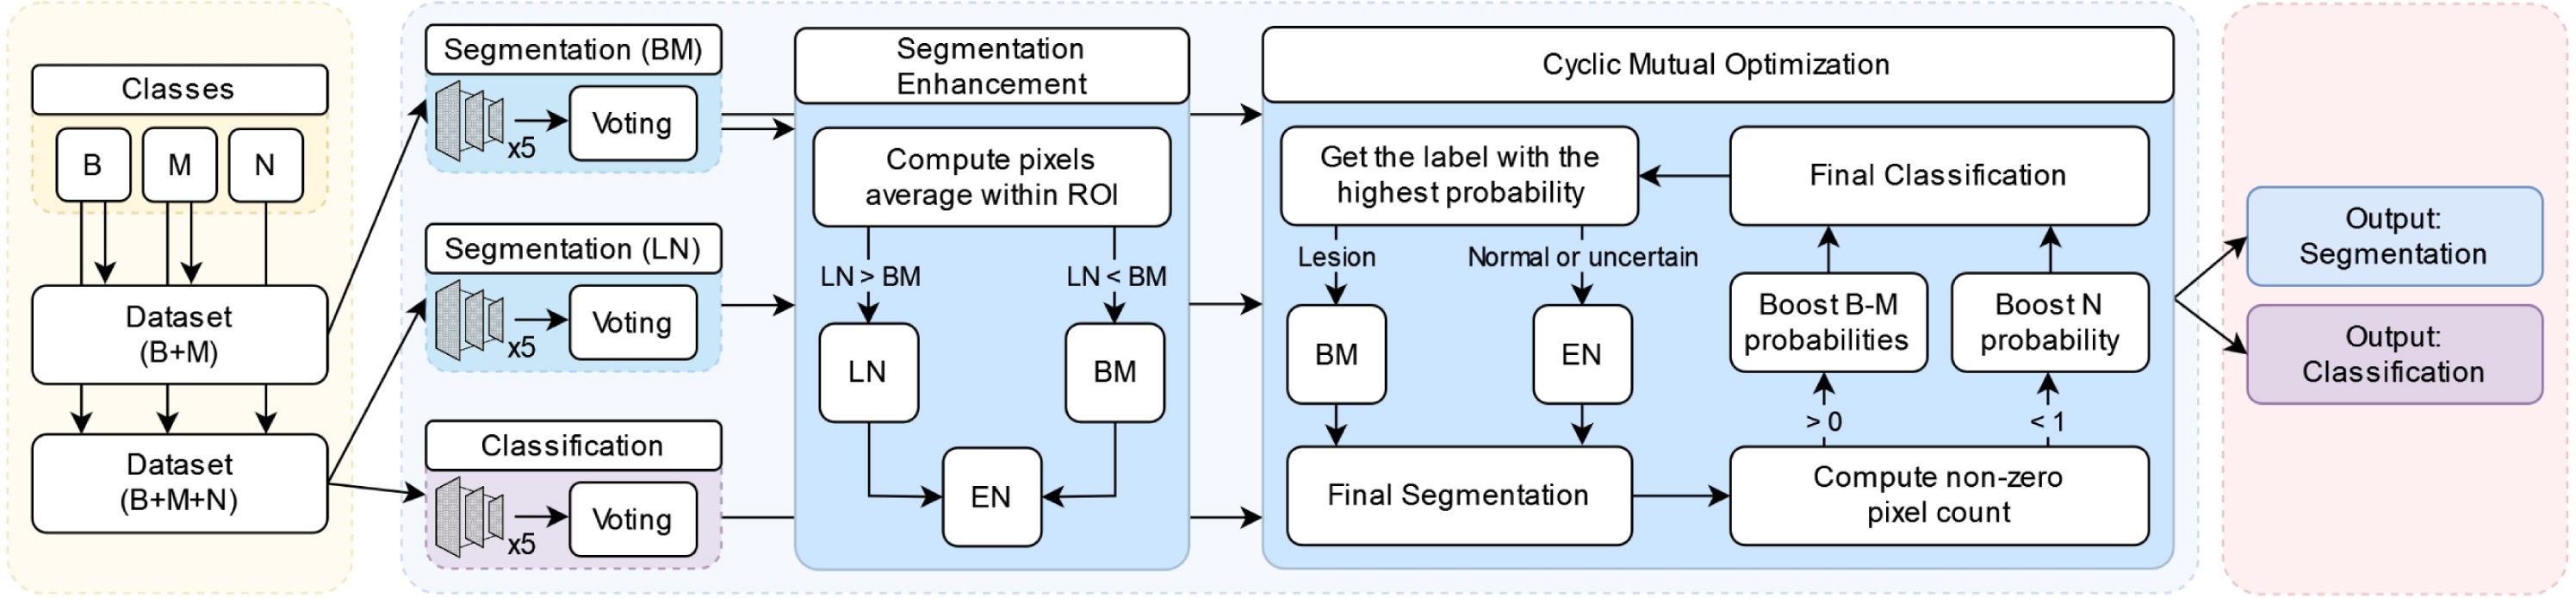 Classes
B
M
N
Dataset
(B+M)
Dataset
(B+M+N)
Segmentation (BM)
x5
Voting
Segmentation (LN)
x5
Voting
Classification
x5
Voting
Segmentation
Enhancement
Compute pixels
average within ROI
LN > BM
LN < BM
LN
BM
EN
Cyclic Mutual Optimization
Get the label with the
highest probability
Final Classification
Lesion
Normal or uncertain
BM
EN
Boost B-M
probabilities
Boost N
probability
> 0
< 1
Final Segmentation
Compute non-zero
pixel count
Output:
Segmentation
Output:
Classification